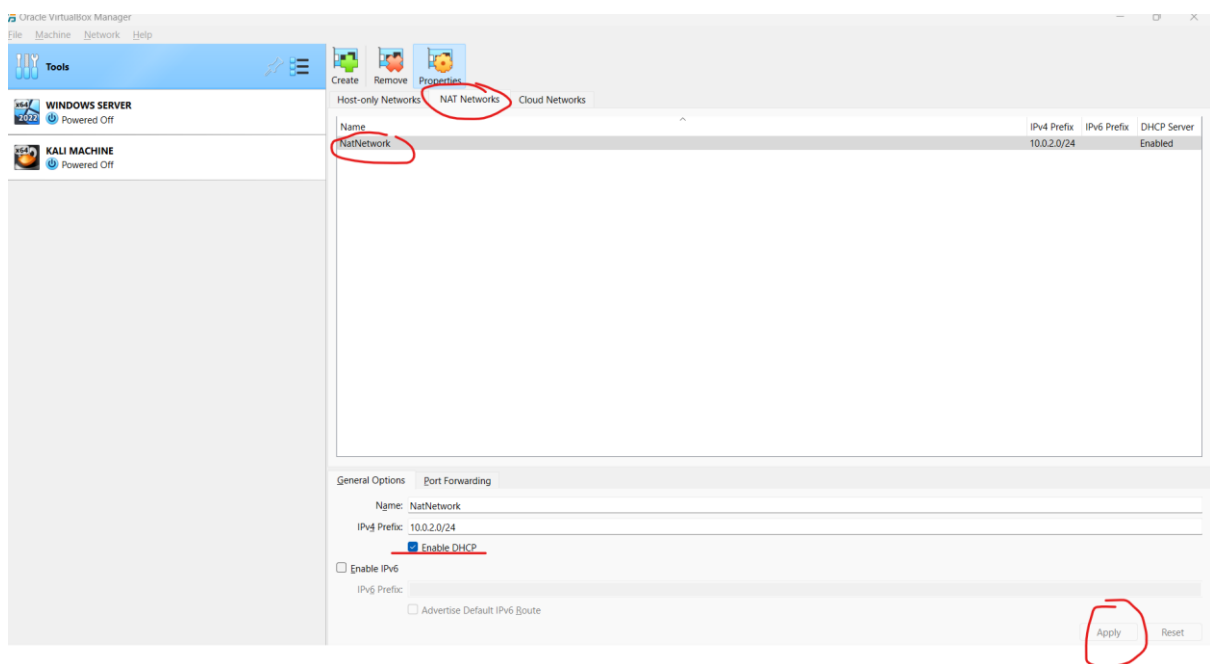 Oracle VirtualBox Manager
File Machine Network Help
Tools
Create Remove Properties
Host-only Networks NAT Networks Cloud Networks
x64 2022 WINDOWS SERVER
Powered Off
x64 KALI MACHINE
Powered Off
Name IPv4 Prefix IPv6 Prefix DHCP Server
NatNetwork 10.0.2.0/24 Enabled
General Options Port Forwarding
Name: NatNetwork
IPv4 Prefix: 10.0.2.0/24
Enable DHCP
Enable IPv6
IPv6 Prefix:
Advertise Default IPv6 Route
Apply Reset